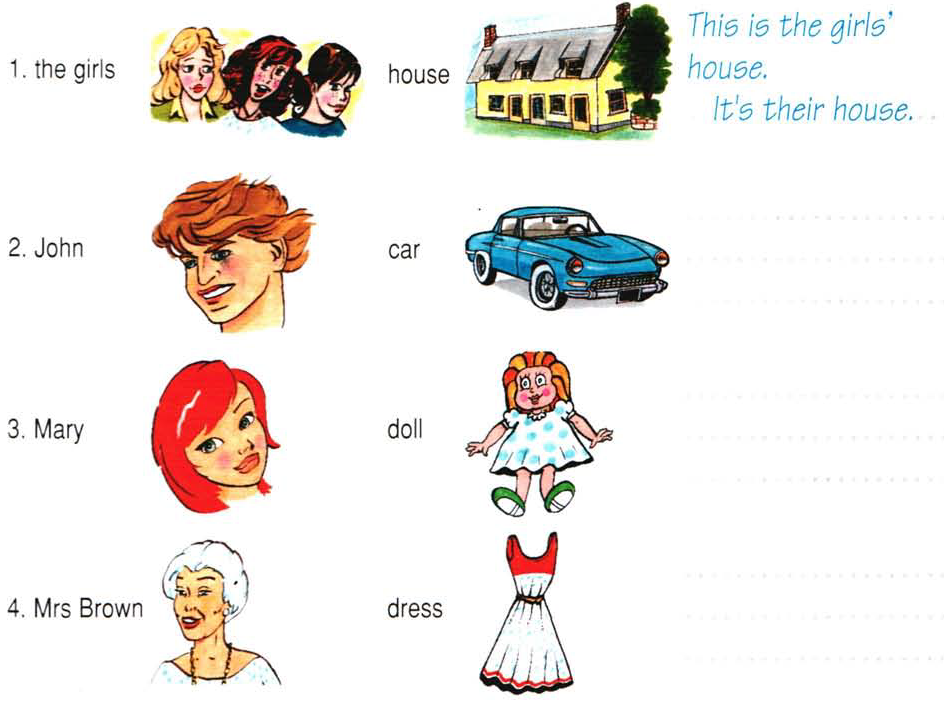 1. the girls house This is the girls' house.
It's their house.
2. John car
3. Mary doll
4. Mrs Brown dress